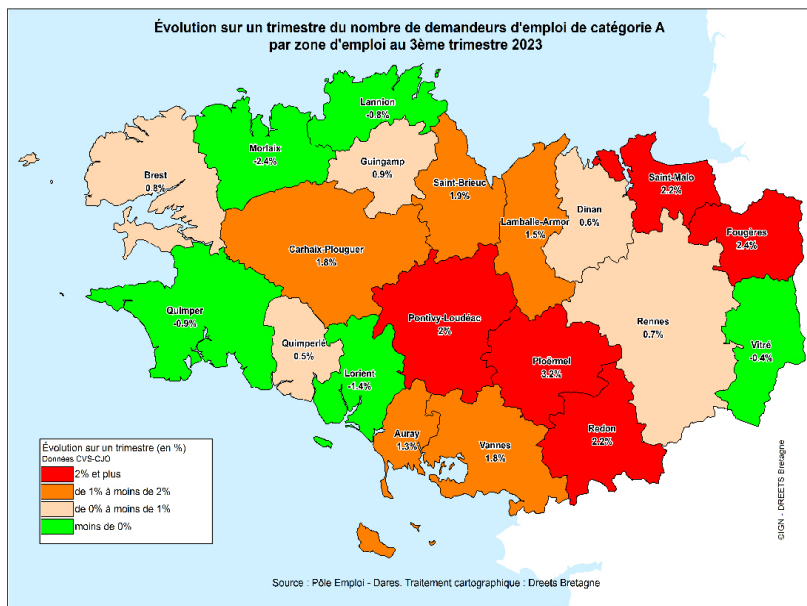 Évolution sur un trimestre du nombre de demandeurs d'emploi de catégorie A
par zone d'emploi au 3ème trimestre 2023
Lannion
-0.8%
Morlaix
-2.4%
Brest
0.8%
Guingamp
0.9%
Saint-Brieuc
1.9%
Saint-Malo
2.2%
Dinan
0.6%
Lamballe-Armor
1.5%
Fougères
2.4%
Carhaix-Plouguer
1.8%
Quimper
-0.9%
Pontivy-Loudéac
2%
Rennes
0.7%
Vitré
-0.4%
Quimperlé
0.5%
Ploërmel
3.2%
Lorient
-1.4%
Redon
2.2%
Auray
1.3%
Vannes
1.8%
Évolution sur un trimestre (en %)
Données CVS-CJO
2% et plus
de 1% à moins de 2%
de 0% à moins de 1%
moins de 0%
©IGN - DREETS Bretagne
Source : Pôle Emploi - Dares. Traitement cartographique : Dreets Bretagne